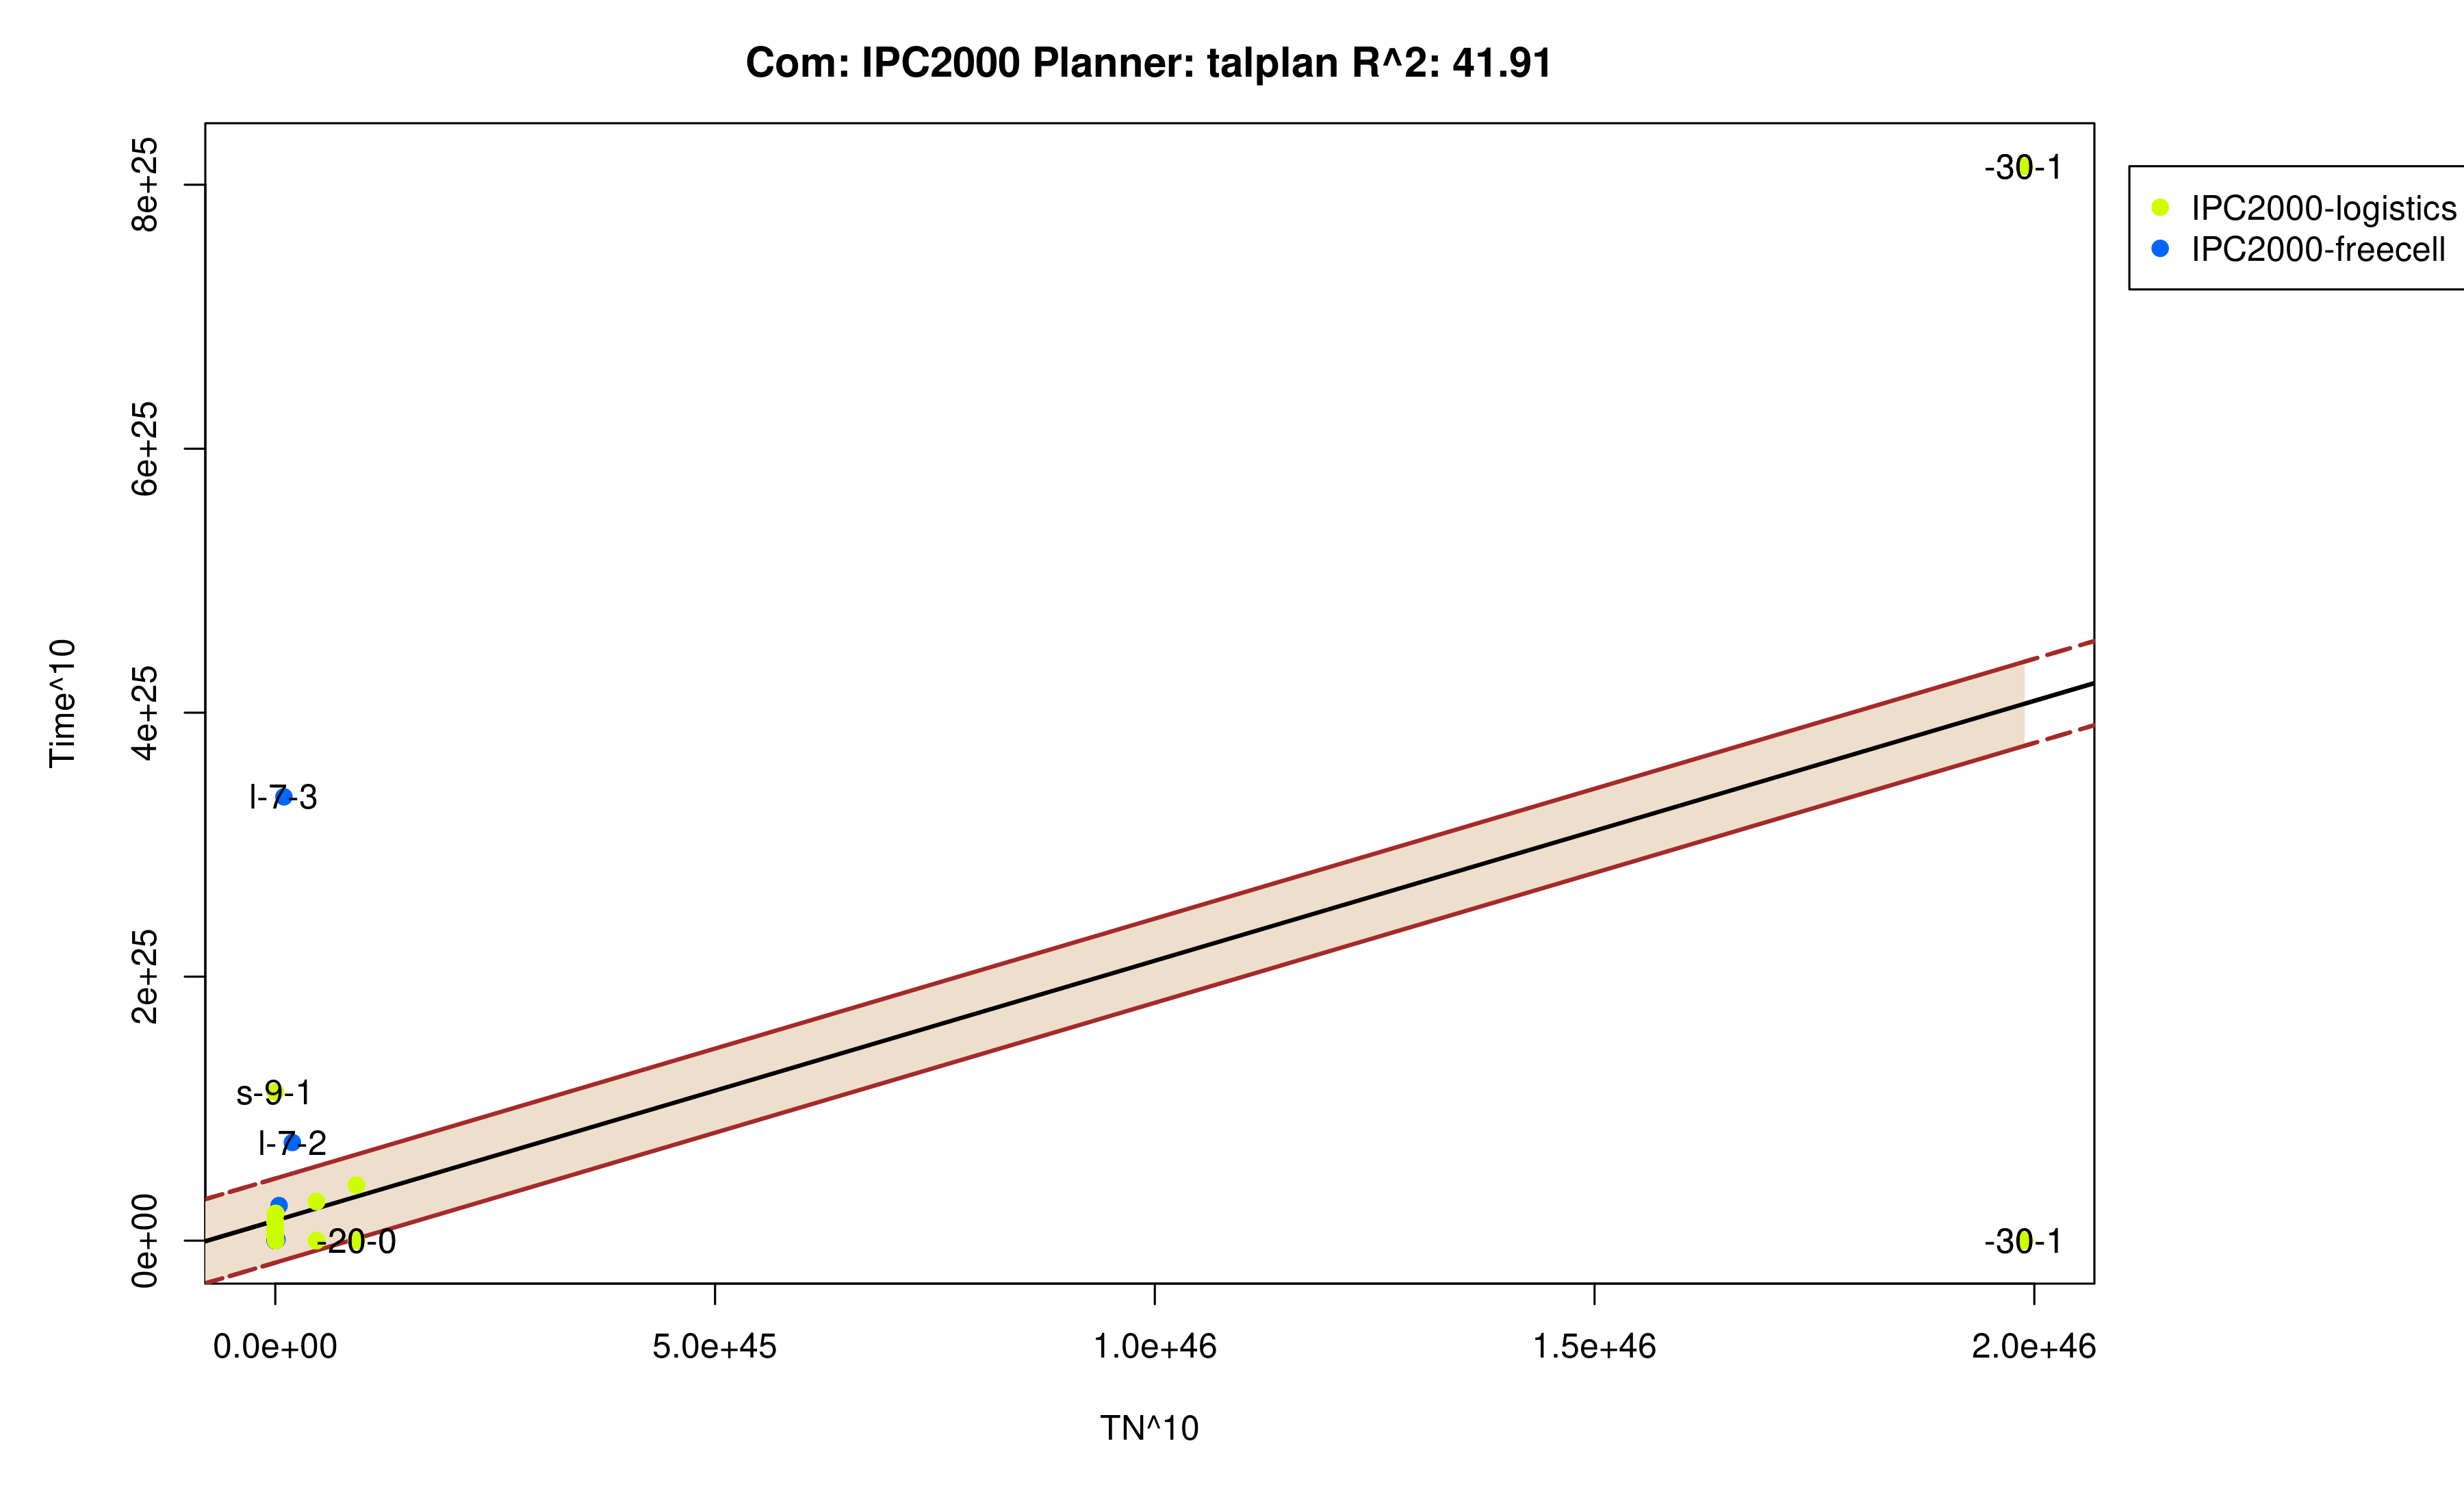 Com: IPC2000 Planner: talplan R^2: 41.91
8e+25
6e+25
4e+25
2e+25
0e+00
Time^10
-30-1
l-7-3
s-9-1
l-7-2
-20-0
-30-1
0.0e+00 5.0e+45 1.0e+46 1.5e+46 2.0e+46
TN^10
IPC2000-logistics
IPC2000-freecell